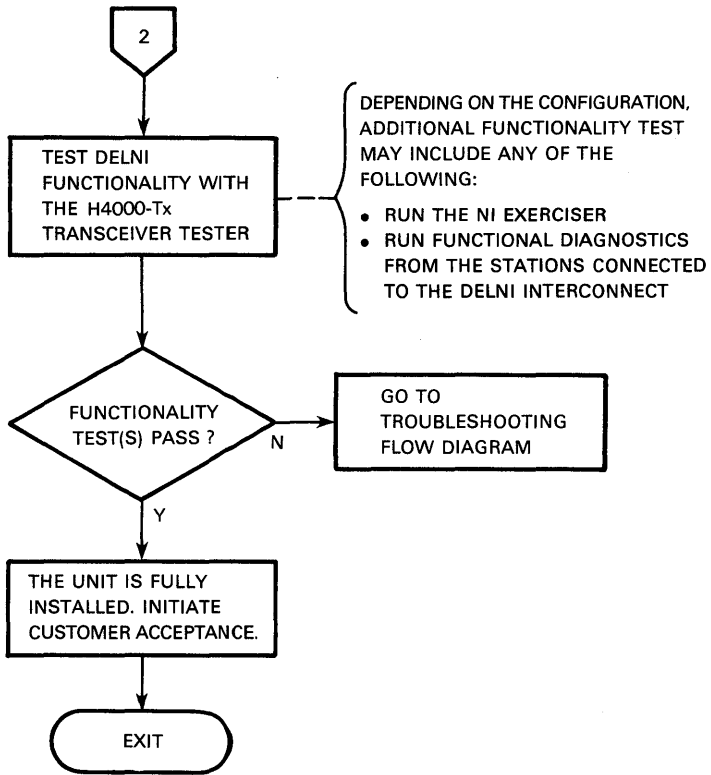 2
TEST DELNI
FUNCTIONALITY WITH
THE H4000-Tx
TRANSCEIVER TESTER
DEPENDING ON THE CONFIGURATION,
ADDITIONAL FUNCTIONALITY TEST
MAY INCLUDE ANY OF THE
FOLLOWING:
• RUN THE NI EXERCISER
• RUN FUNCTIONAL DIAGNOSTICS
FROM THE STATIONS CONNECTED
TO THE DELNI INTERCONNECT
FUNCTIONALITY
TEST(S) PASS ?
N
GO TO
TROUBLESHOOTING
FLOW DIAGRAM
Y
THE UNIT IS FULLY
INSTALLED. INITIATE
CUSTOMER ACCEPTANCE.
EXIT